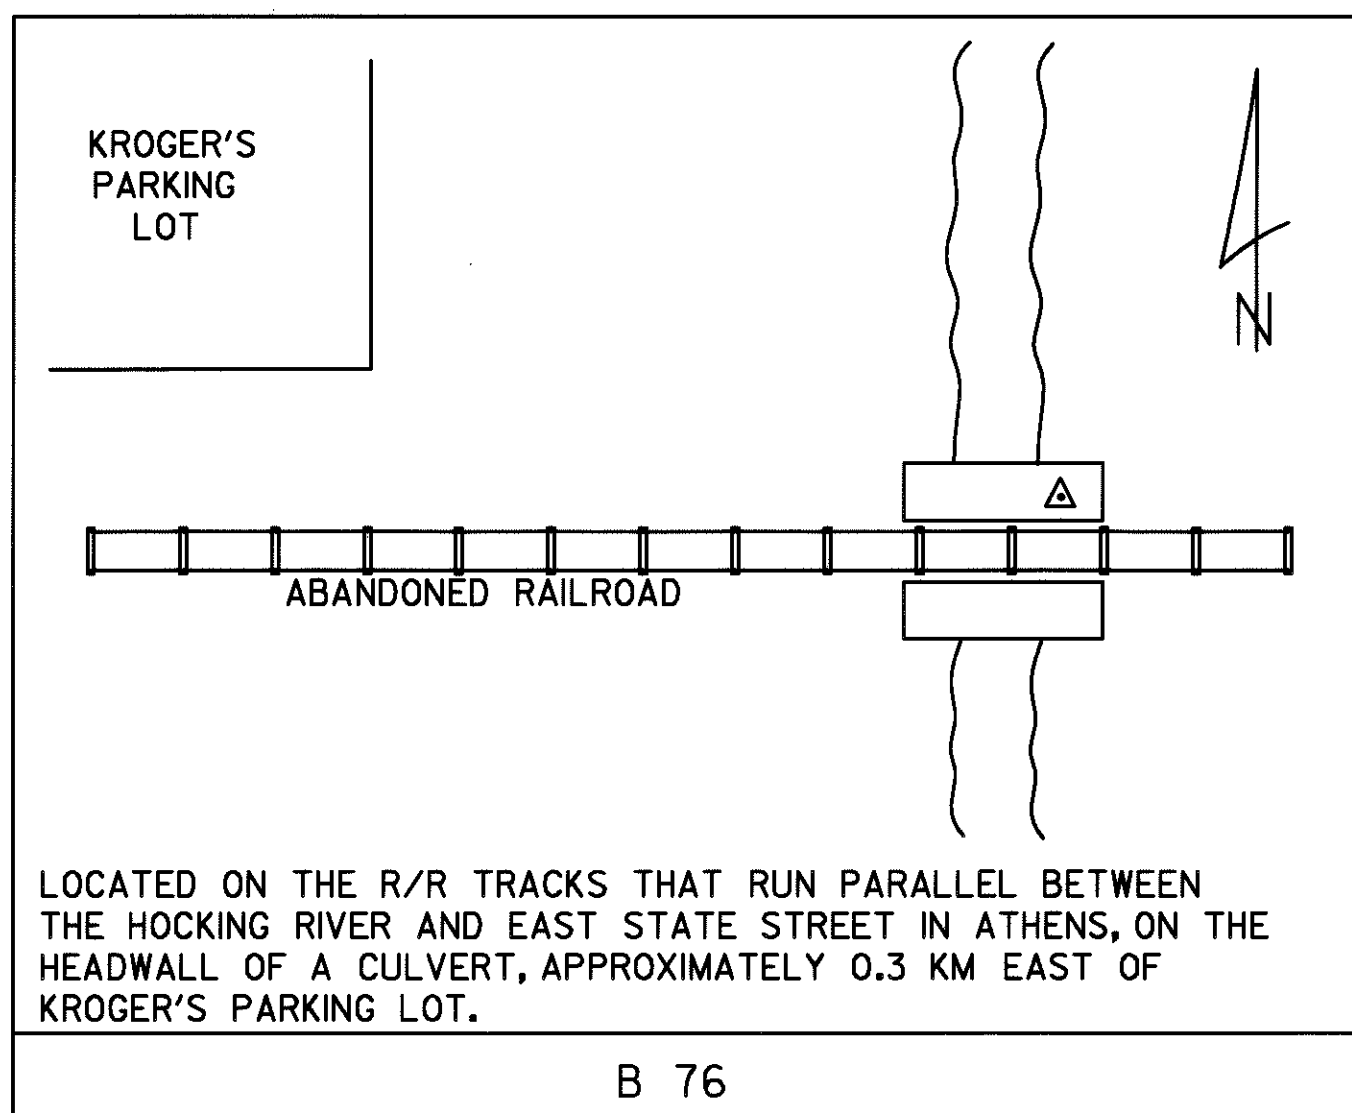 KROGER'S
PARKING
LOT
N
ABANDONED RAILROAD
LOCATED ON THE R/R TRACKS THAT RUN PARALLEL BETWEEN
THE HOCKING RIVER AND EAST STATE STREET IN ATHENS, ON THE
HEADWALL OF A CULVERT, APPROXIMATELY 0.3 KM EAST OF
KROGER'S PARKING LOT.
B 76